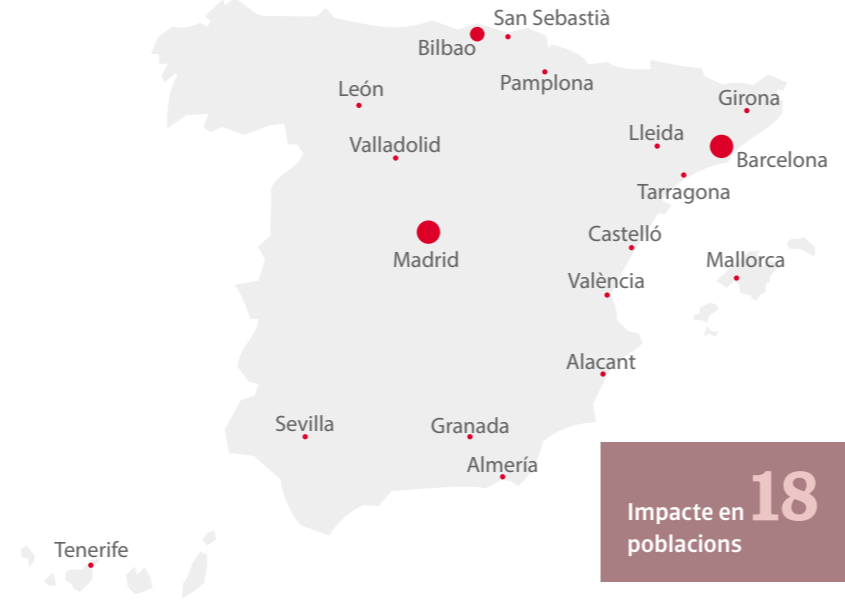 San Sebastià
Bilbao
Pamplona
León
Girona
Lleida
Valladolid
Barcelona
Tarragona
Castelló
Madrid
Mallorca
València
Alacant
Sevilla
Granada
Almería
Impacte en 18
poblacions
Tenerife